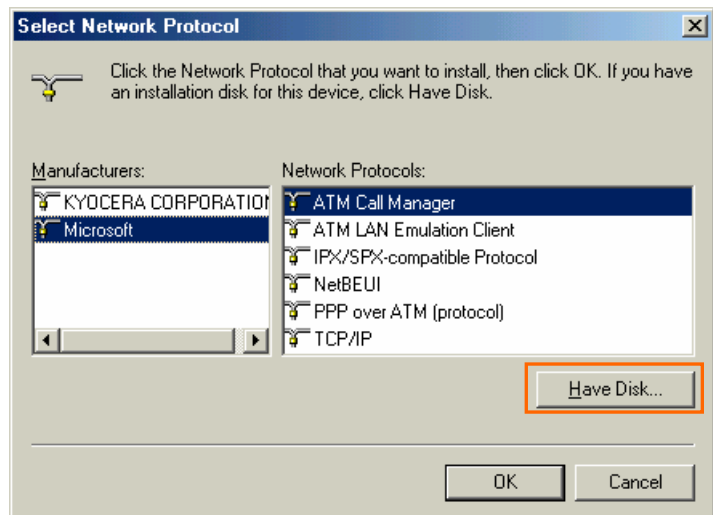 Select Network Protocol
Click the Network Protocol that you want to install, then click OK. If you have
an installation disk for this device, click Have Disk.
Manufacturers:
Network Protocols:
KYOCERA CORPORATION
Microsoft
ATM Call Manager
ATM LAN Emulation Client
IPX/SPX-compatible Protocol
NetBEUI
PPP over ATM (protocol)
TCP/IP
Have Disk...
OK
Cancel